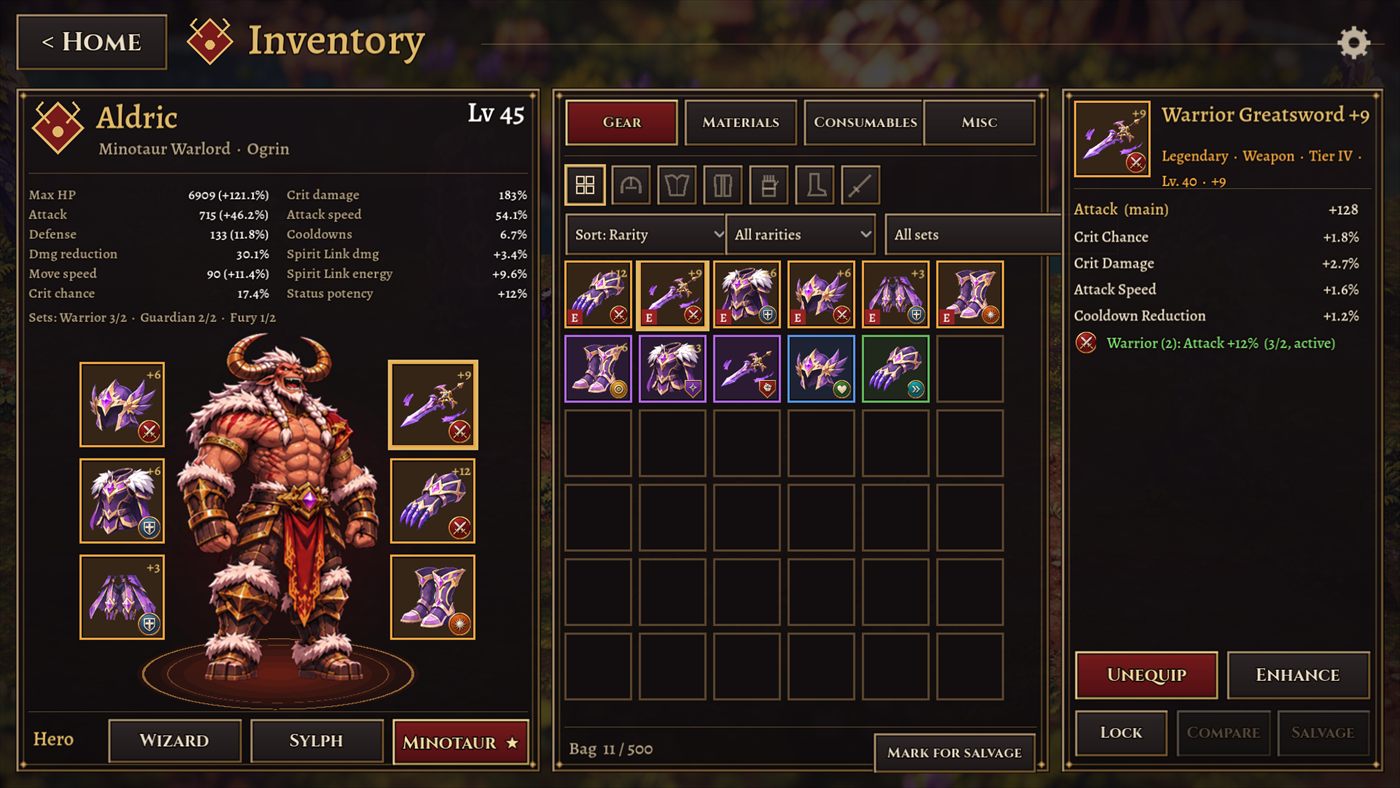 < HOME
Inventory
Aldric
Lv 45
Minotaur Warlord · Ogrin
Max HP 6909 (+121.1%)
Crit damage 183%
Attack 715 (+46.2%)
Attack speed 54.1%
Defense 133 (11.8%)
Cooldowns 6.7%
Dmg reduction 30.1%
Spirit Link dmg +3.4%
Move speed 90 (+11.4%)
Spirit Link energy +9.6%
Crit chance 17.4%
Status potency +12%
Sets: Warrior 3/2 · Guardian 2/2 · Fury 1/2
+6
+9
+6
+12
+3
Hero
WIZARD
SYLPH
MINOTAUR ★
GEAR
MATERIALS
CONSUMABLES
MISC
Sort: Rarity
All rarities
All sets
+12
+9
+6
+3
E
E
E
E
E
E
Bag 11 / 500
MARK FOR SALVAGE
+9
Warrior Greatsword +9
Legendary · Weapon · Tier IV ·
Lv. 40 · +9
Attack (main) +128
Crit Chance +1.8%
Crit Damage +2.7%
Attack Speed +1.6%
Cooldown Reduction +1.2%
Warrior (2): Attack +12% (3/2, active)
UNEQUIP
ENHANCE
LOCK
COMPARE
SALVAGE